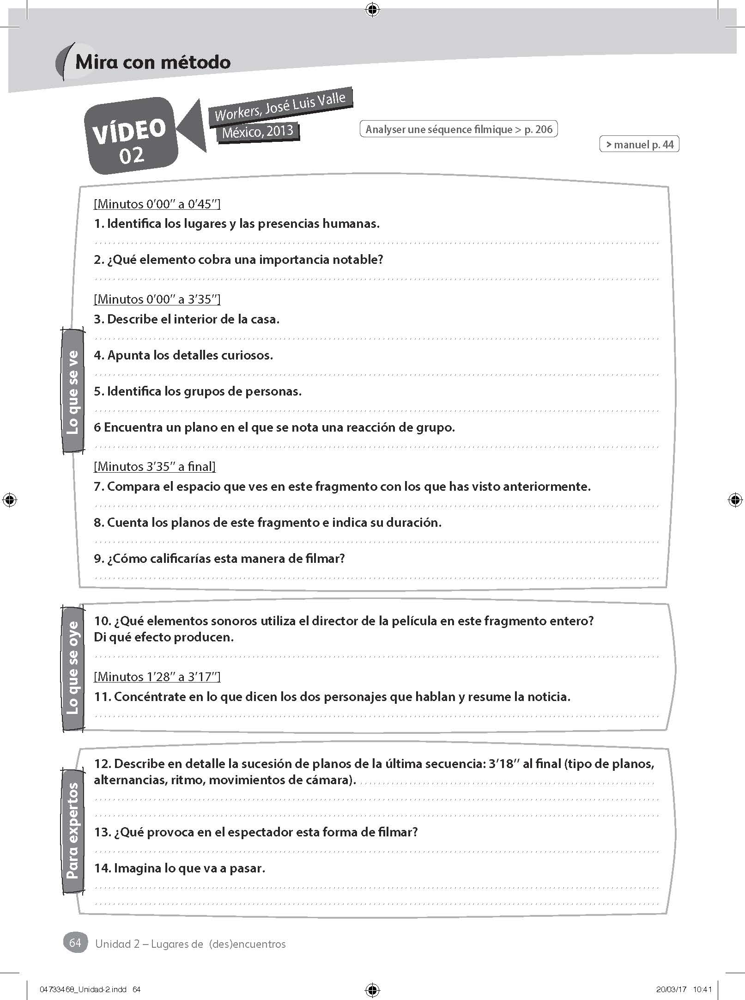 Mira con método
VÍDEO
02
Workers, José Luis Valle
México, 2013
Analyser une séquence filmique > p. 206
> manuel p. 44
Lo que se ve
[Minutos 0’00’’ a 0’45’’]
1. Identifica los lugares y las presencias humanas.
2. ¿Qué elemento cobra una importancia notable?
[Minutos 0’00’’ a 3’35’’]
3. Describe el interior de la casa.
4. Apunta los detalles curiosos.
5. Identifica los grupos de personas.
6 Encuentra un plano en el que se nota una reacción de grupo.
[Minutos 3’35’’ a final]
7. Compara el espacio que ves en este fragmento con los que has visto anteriormente.
8. Cuenta los planos de este fragmento e indica su duración.
9. ¿Cómo calificarías esta manera de filmar?
Lo que se oye
10. ¿Qué elementos sonoros utiliza el director de la película en este fragmento entero?
Di qué efecto producen.
[Minutos 1’28’’ a 3’17’’]
11. Concéntrate en lo que dicen los dos personajes que hablan y resume la noticia.
Para expertos
12. Describe en detalle la sucesión de planos de la última secuencia: 3’18’’ al final (tipo de planos,
alternancias, ritmo, movimientos de cámara).
13. ¿Qué provoca en el espectador esta forma de filmar?
14. Imagina lo que va a pasar.
64 Unidad 2 – Lugares de (des)encuentros
04733468_Unidad-2.indd 64
20/03/17 10:41